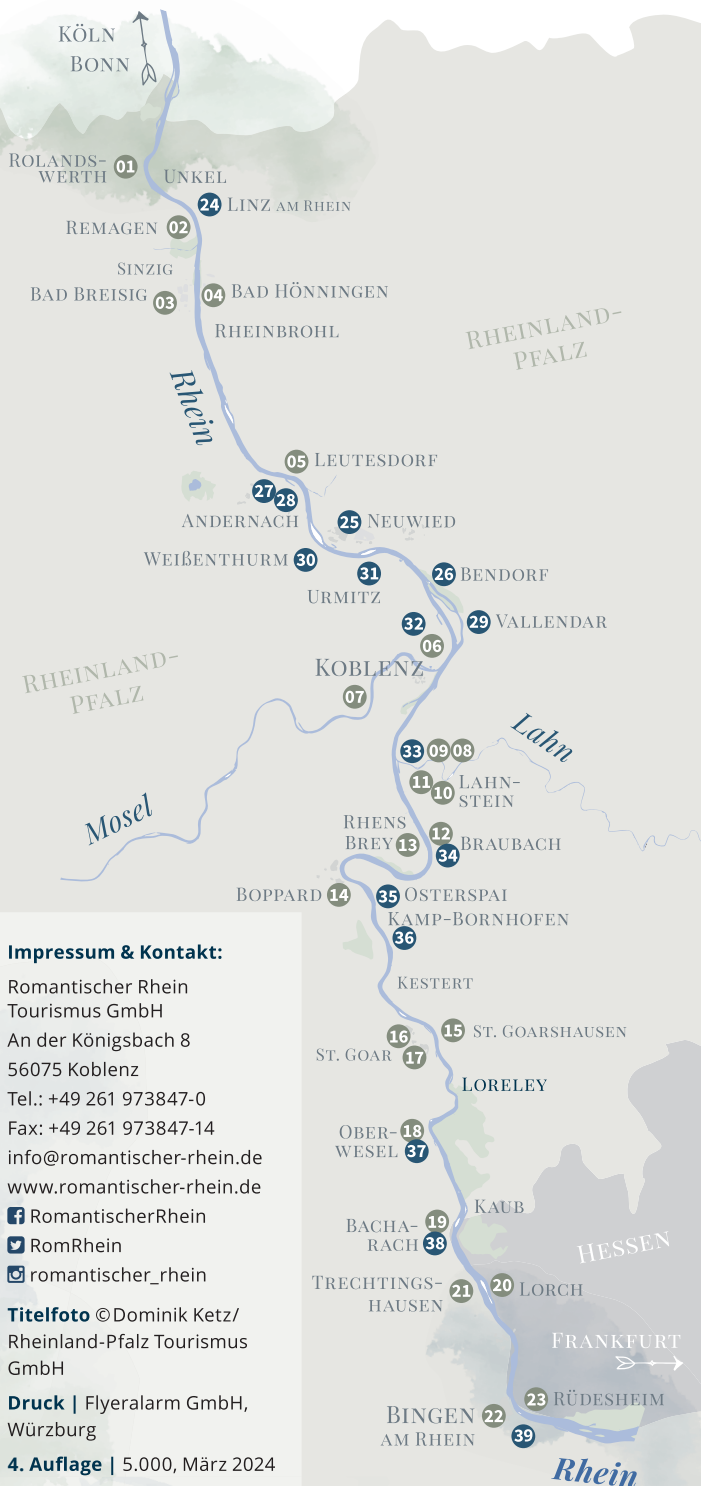 KÖLN
BONN
ROLANDS-
WERTH
01
UNKEL
24
LINZ AM RHEIN
REMAGEN
02
SINZIG
BAD BREISIG
03
04
BAD HÖNNINGEN
RHEINBROHL
RHEINLAND-
PFALZ
Rhein
05
LEUTESDORF
27
28
ANDERNACH
25
NEUWIED
WEIßENTHURM
30
31
URMITZ
26
BENDORF
32
29
VALLENDAR
06
KOBLENZ
07
RHEINLAND-
PFALZ
33
09
08
Lahn
11
10
LAHN-
STEIN
Mosel
RHENS
BREY
13
12
BRAUBACH
34
BOPPARD
14
35
OSTERSPAI
KAMP-BORNHOFEN
36
KESTERT
16
15
ST. GOARSHAUSEN
ST. GOAR
17
LORELEY
OBER-
WESEL
18
37
KAUB
BACHA-
RACH
19
38
HESSEN
TRECHTINGS-
HAUSEN
21
20
LORCH
FRANKFURT
23
RÜDESHEIM
BINGEN
AM RHEIN
22
39
Rhein
Impressum & Kontakt:
Romantischer Rhein
Tourismus GmbH
An der Königsbach 8
56075 Koblenz
Tel.: +49 261 973847-0
Fax: +49 261 973847-14
info@romantischer-rhein.de
www.romantischer-rhein.de
RomantischerRhein
RomRhein
romantischer_rhein
Titelfoto ©Dominik Ketz/
Rheinland-Pfalz Tourismus
GmbH
Druck | Flyeralarm GmbH,
Würzburg
4. Auflage | 5.000, März 2024